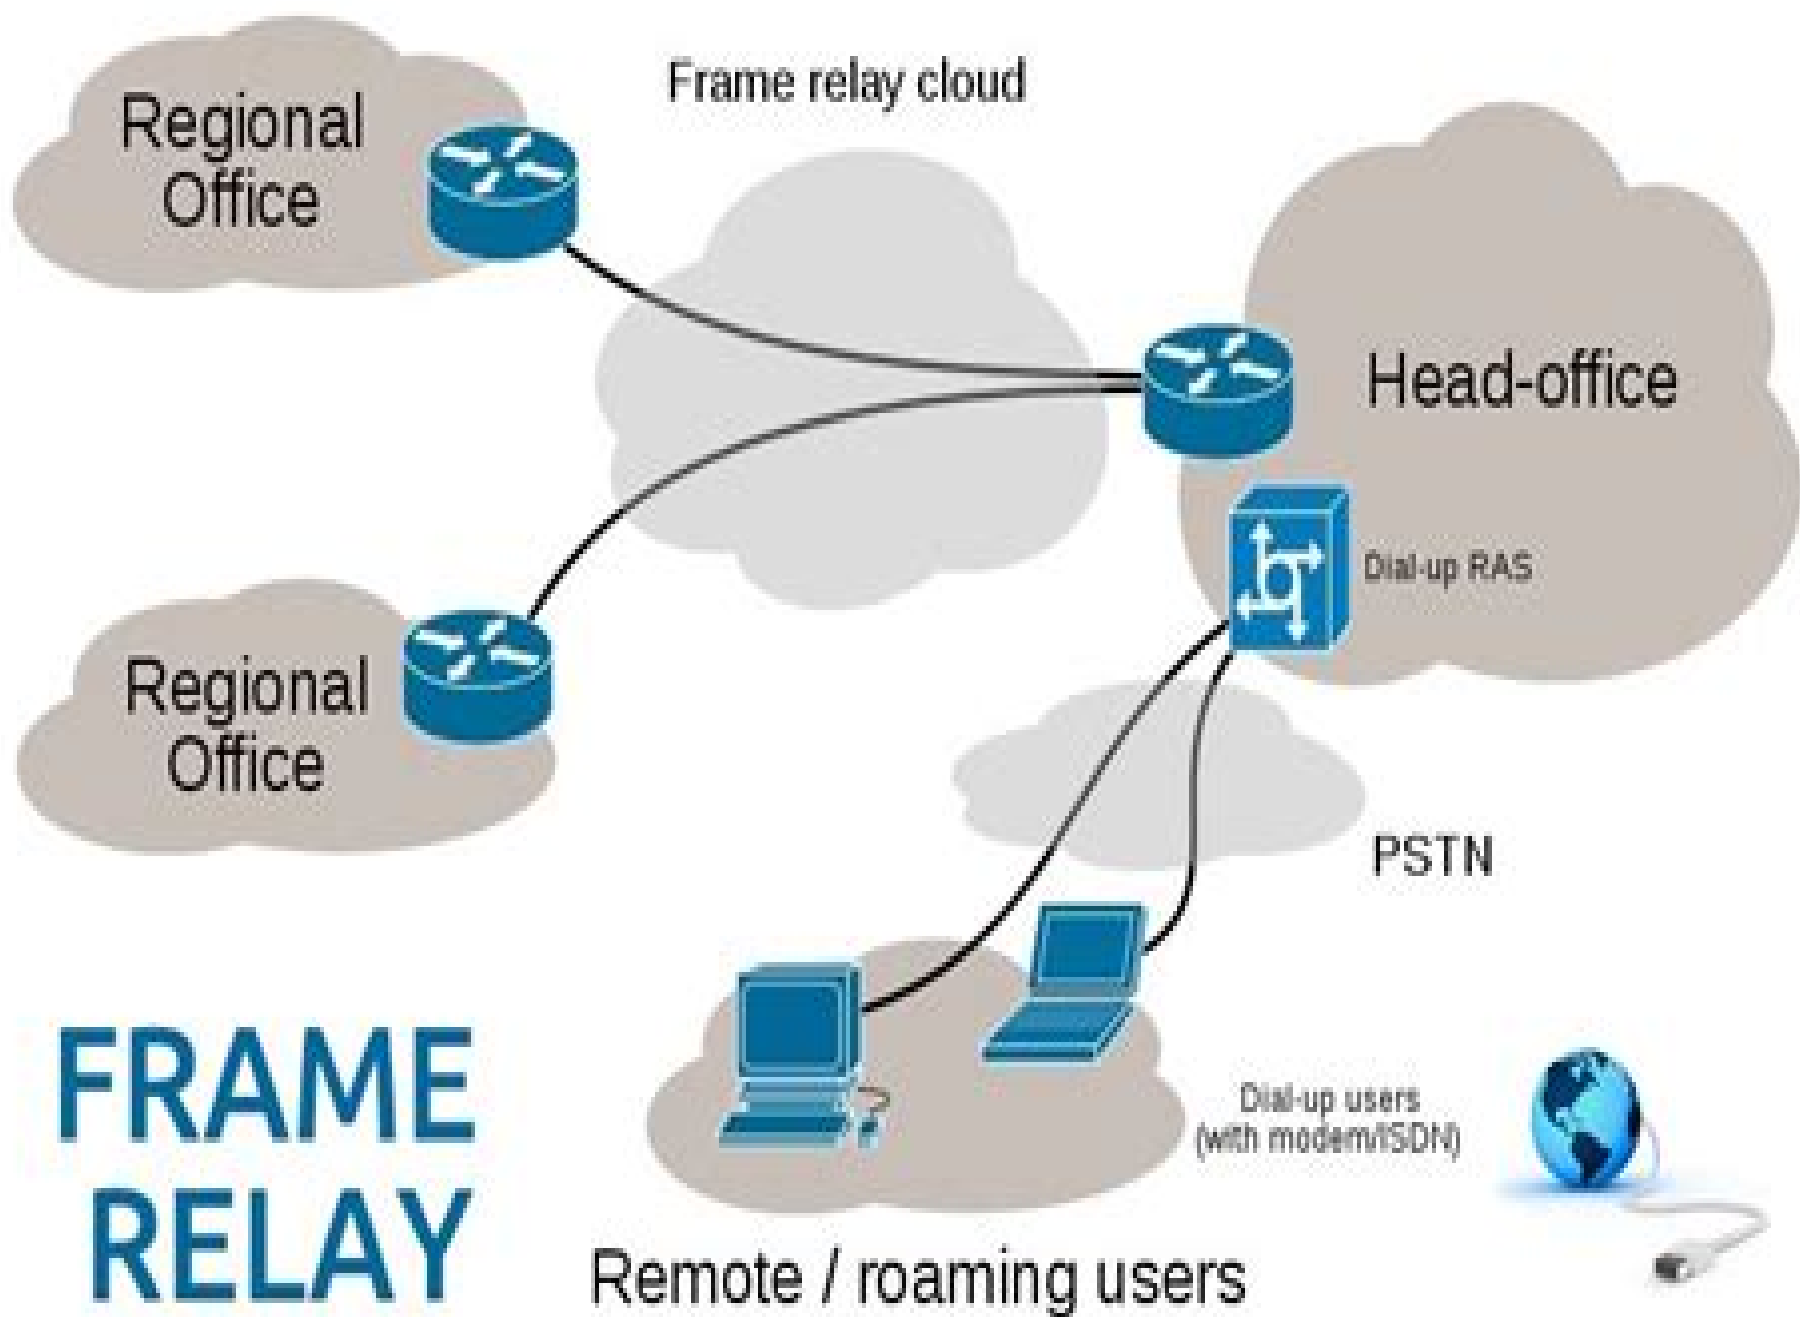 Frame relay cloud
Regional
Office
Head-office
Dial-up RAS
Regional
Office
PSTN
Dial-up users
(with modem/ISDN)
FRAME
RELAY
Remote / roaming users